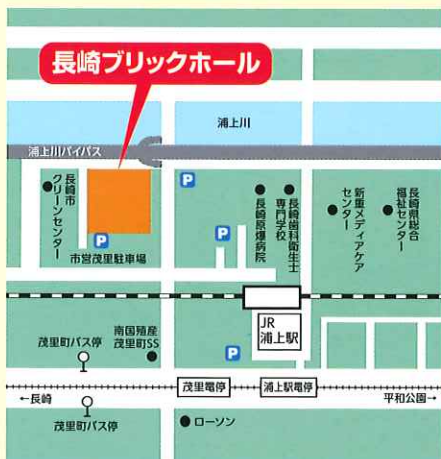 長崎ブリックホール
浦上川
浦上川バイパス
長崎市
クリーンセンター
P
P
市営茂里駐車場
P
長崎原爆病院
長崎歯科衛生士
専門学校
新重メディアケア
センター
長崎県総合
福祉センター
JR
浦上駅
南国殖産
茂里町SS
茂里町バス停
P
茂里電停
浦上駅電停
←長崎
平和公園→
茂里町バス停
ローソン